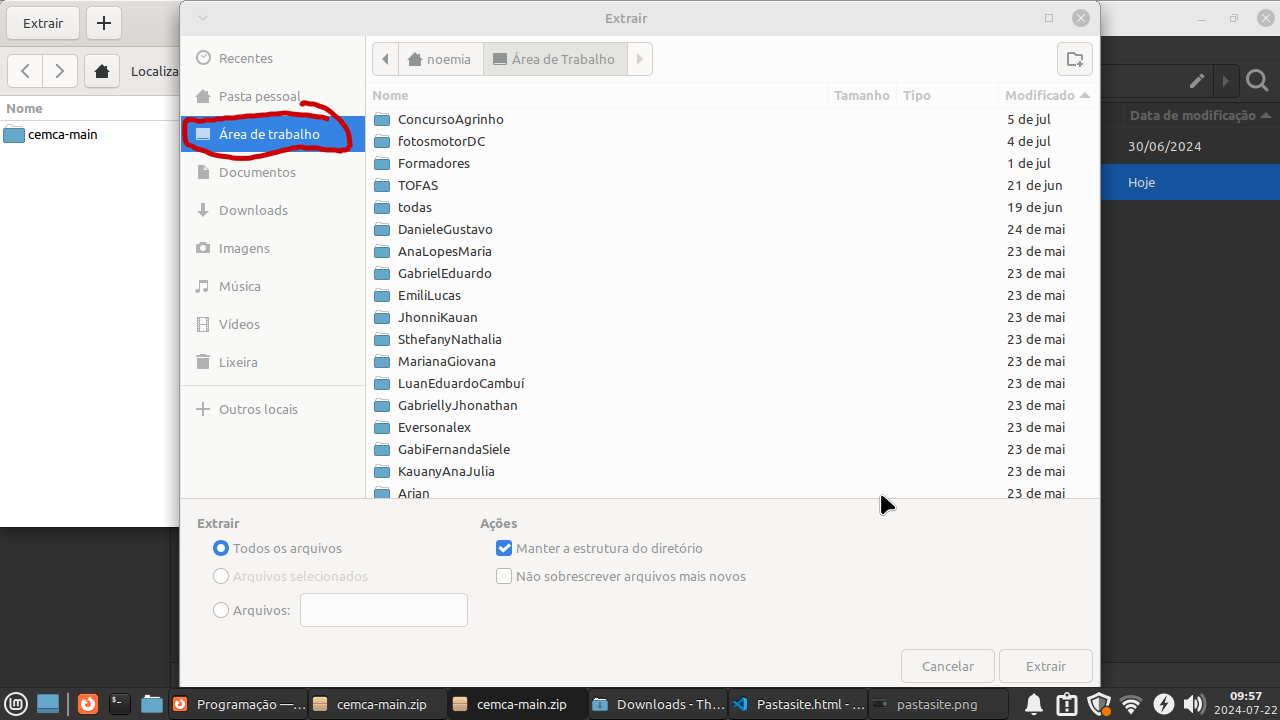 Extrair
Extrair
Localiza
Nome
cemca-main
Recentes
Pasta pessoal
Área de trabalho
Documentos
Downloads
Imagens
Música
Vídeos
Lixeira
Outros locais
noemia
Área de Trabalho
Nome Tamanho Tipo Modificado
ConcursoAgrinho 5 de jul
fotosmotorDC 4 de jul
Formadores 1 de jul
TOFAS 21 de jun
todas 19 de jun
DanieleGustavo 24 de mai
AnaLopesMaria 23 de mai
GabrielEduardo 23 de mai
EmiliLucas 23 de mai
JhonniKauan 23 de mai
SthefanyNathalia 23 de mai
MarianaGiovana 23 de mai
LuanEduardoCambuí 23 de mai
GabriellyJhonathan 23 de mai
Eversonalex 23 de mai
GabiFernandaSiele 23 de mai
KauanyAnaJulia 23 de mai
Arian 23 de mai
Data de modificação
30/06/2024
Hoje
Extrair
Todos os arquivos
Arquivos selecionados
Arquivos:
Ações
Manter a estrutura do diretório
Não sobrescrever arquivos mais novos
Cancelar
Extrair
Programação —...
cemca-main.zip
cemca-main.zip
Downloads - Th...
Pastasite.html - ...
pastasite.png
09:57
2024-07-22